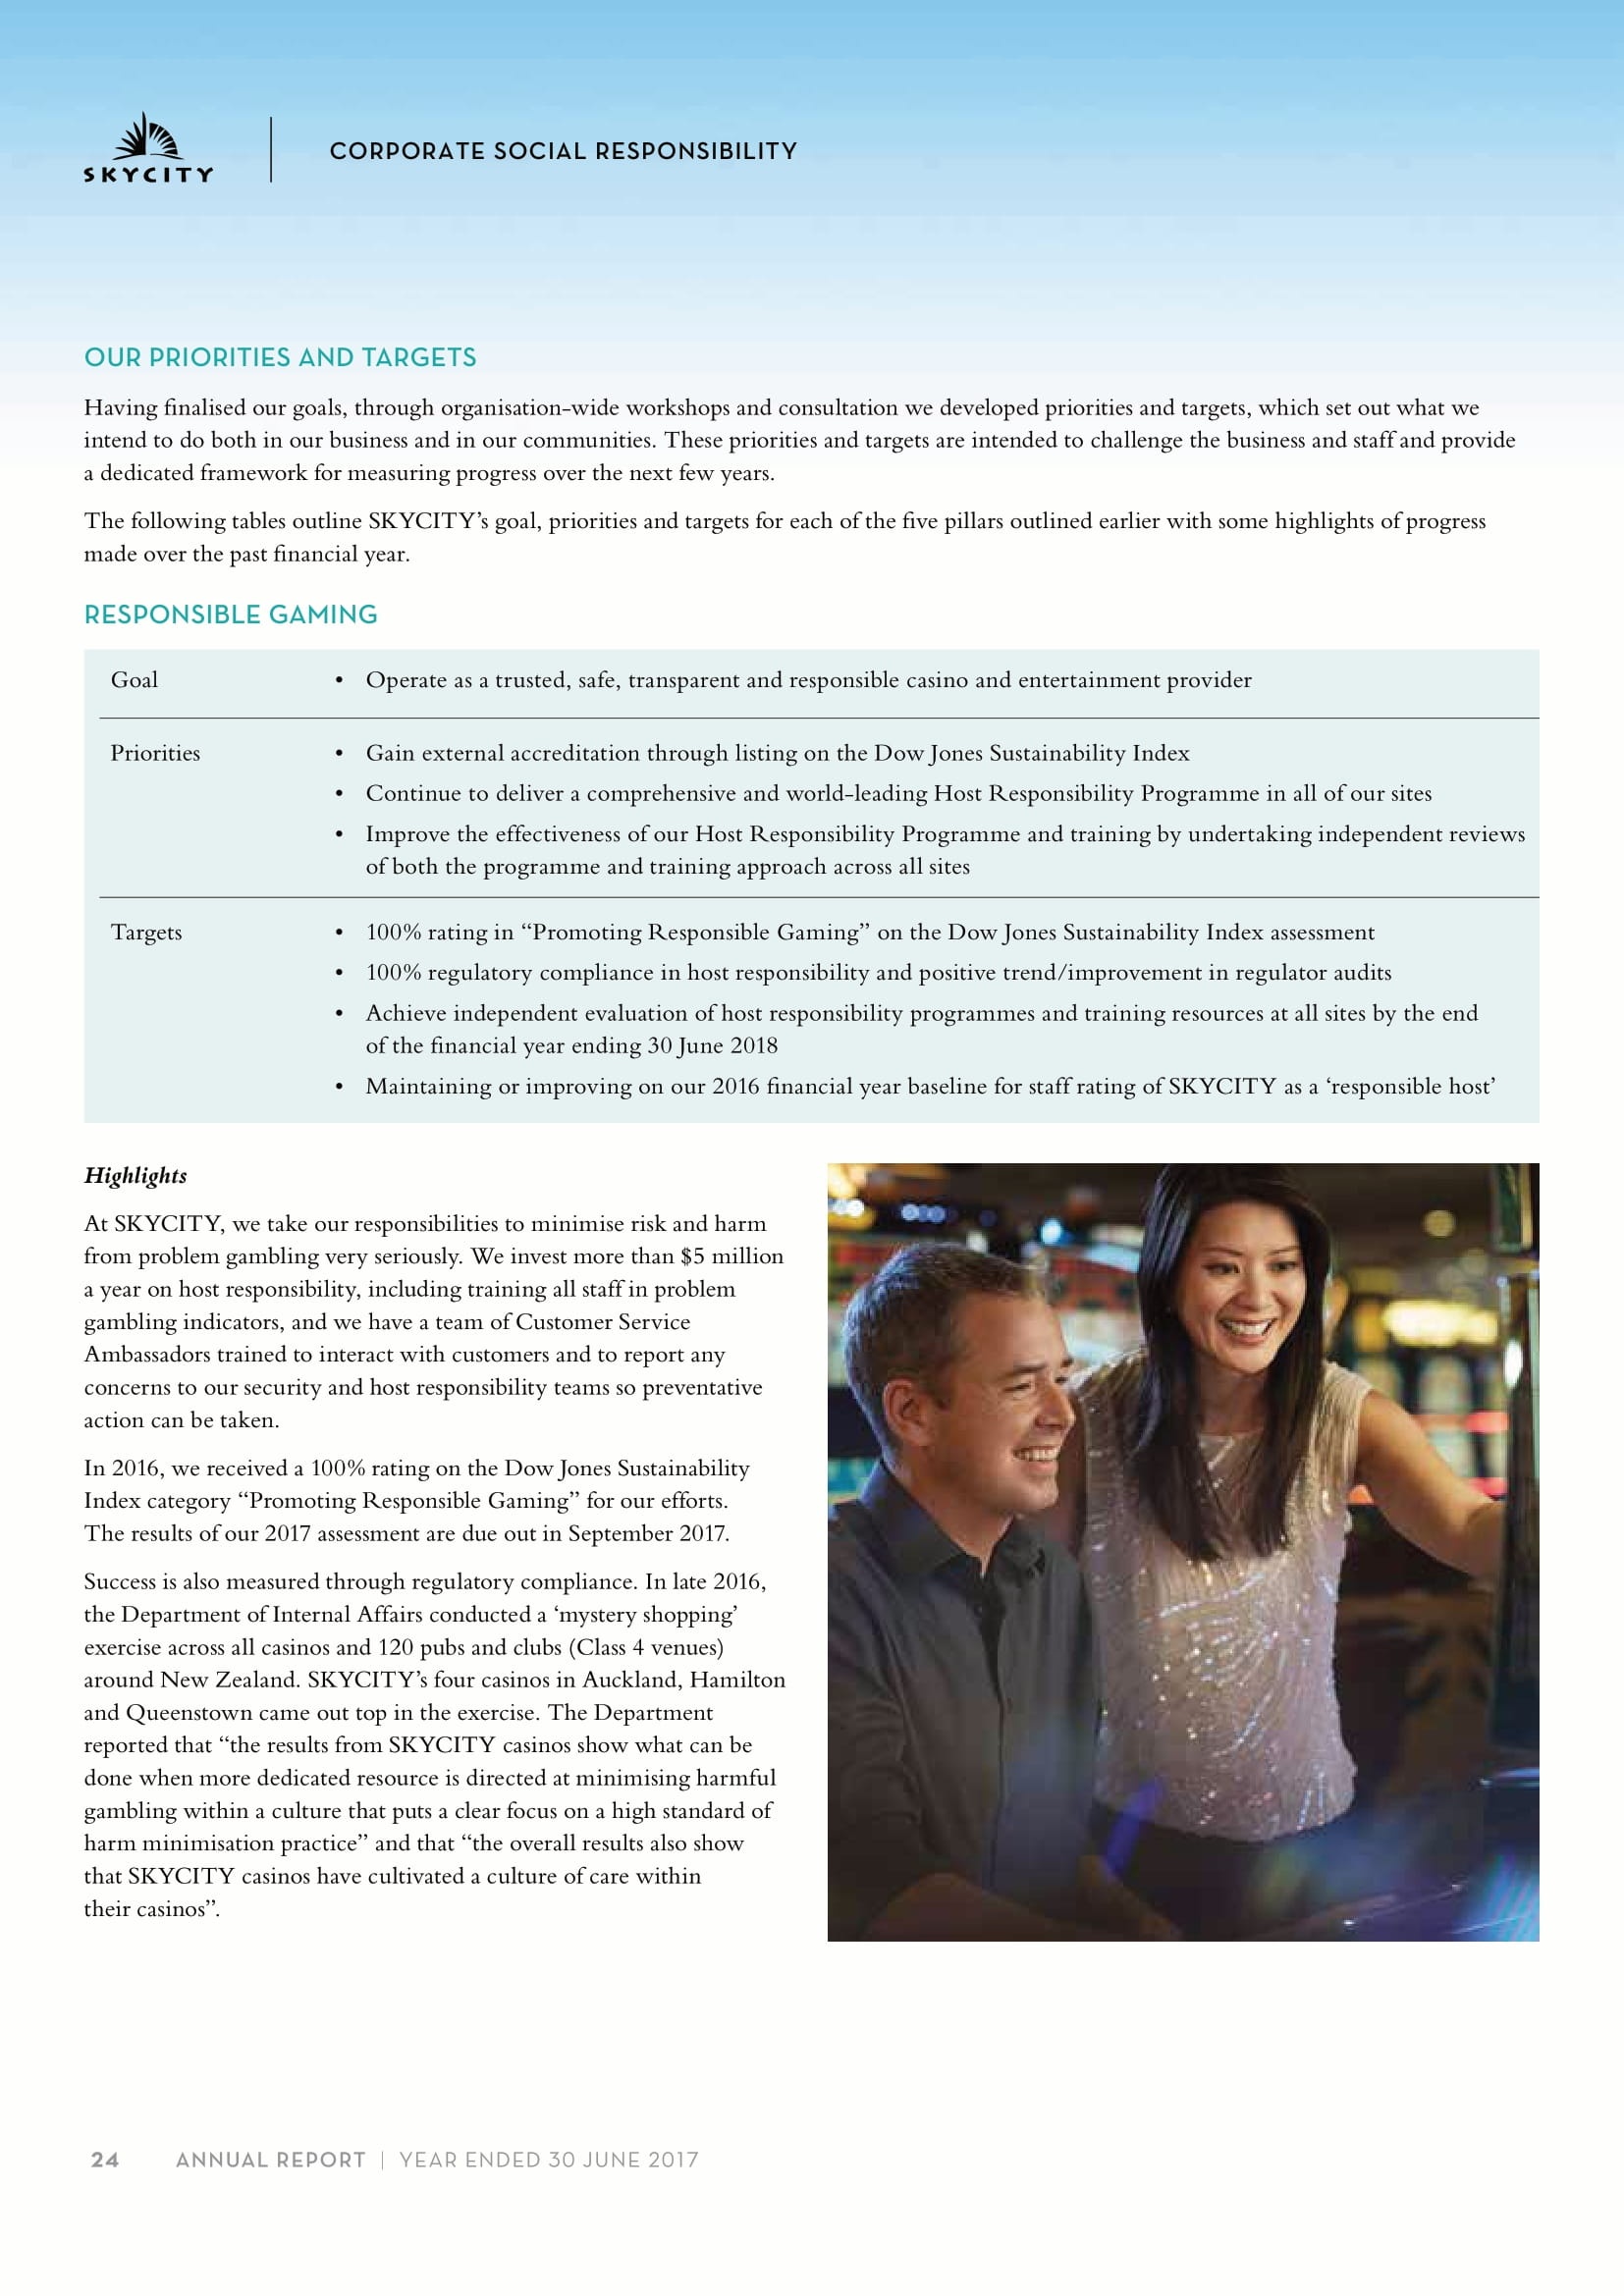 SKYCITY
CORPORATE SOCIAL RESPONSIBILITY
OUR PRIORITIES AND TARGETS
Having finalised our goals, through organisation-wide workshops and consultation we developed priorities and targets, which set out what we
intend to do both in our business and in our communities. These priorities and targets are intended to challenge the business and staff and provide
a dedicated framework for measuring progress over the next few years.
The following tables outline SKYCITY’s goal, priorities and targets for each of the five pillars outlined earlier with some highlights of progress
made over the past financial year.
RESPONSIBLE GAMING
Goal • Operate as a trusted, safe, transparent and responsible casino and entertainment provider
Priorities • Gain external accreditation through listing on the Dow Jones Sustainability Index
• Continue to deliver a comprehensive and world-leading Host Responsibility Programme in all of our sites
• Improve the effectiveness of our Host Responsibility Programme and training by undertaking independent reviews
of both the programme and training approach across all sites
Targets • 100% rating in “Promoting Responsible Gaming” on the Dow Jones Sustainability Index assessment
• 100% regulatory compliance in host responsibility and positive trend/improvement in regulator audits
• Achieve independent evaluation of host responsibility programmes and training resources at all sites by the end
of the financial year ending 30 June 2018
• Maintaining or improving on our 2016 financial year baseline for staff rating of SKYCITY as a ‘responsible host’
Highlights
At SKYCITY, we take our responsibilities to minimise risk and harm
from problem gambling very seriously. We invest more than $5 million
a year on host responsibility, including training all staff in problem
gambling indicators, and we have a team of Customer Service
Ambassadors trained to interact with customers and to report any
concerns to our security and host responsibility teams so preventative
action can be taken.
In 2016, we received a 100% rating on the Dow Jones Sustainability
Index category “Promoting Responsible Gaming” for our efforts.
The results of our 2017 assessment are due out in September 2017.
Success is also measured through regulatory compliance. In late 2016,
the Department of Internal Affairs conducted a ‘mystery shopping’
exercise across all casinos and 120 pubs and clubs (Class 4 venues)
around New Zealand. SKYCITY’s four casinos in Auckland, Hamilton
and Queenstown came out top in the exercise. The Department
reported that “the results from SKYCITY casinos show what can be
done when more dedicated resource is directed at minimising harmful
gambling within a culture that puts a clear focus on a high standard of
harm minimisation practice” and that “the overall results also show
that SKYCITY casinos have cultivated a culture of care within
their casinos”.
24 ANNUAL REPORT | YEAR ENDED 30 JUNE 2017